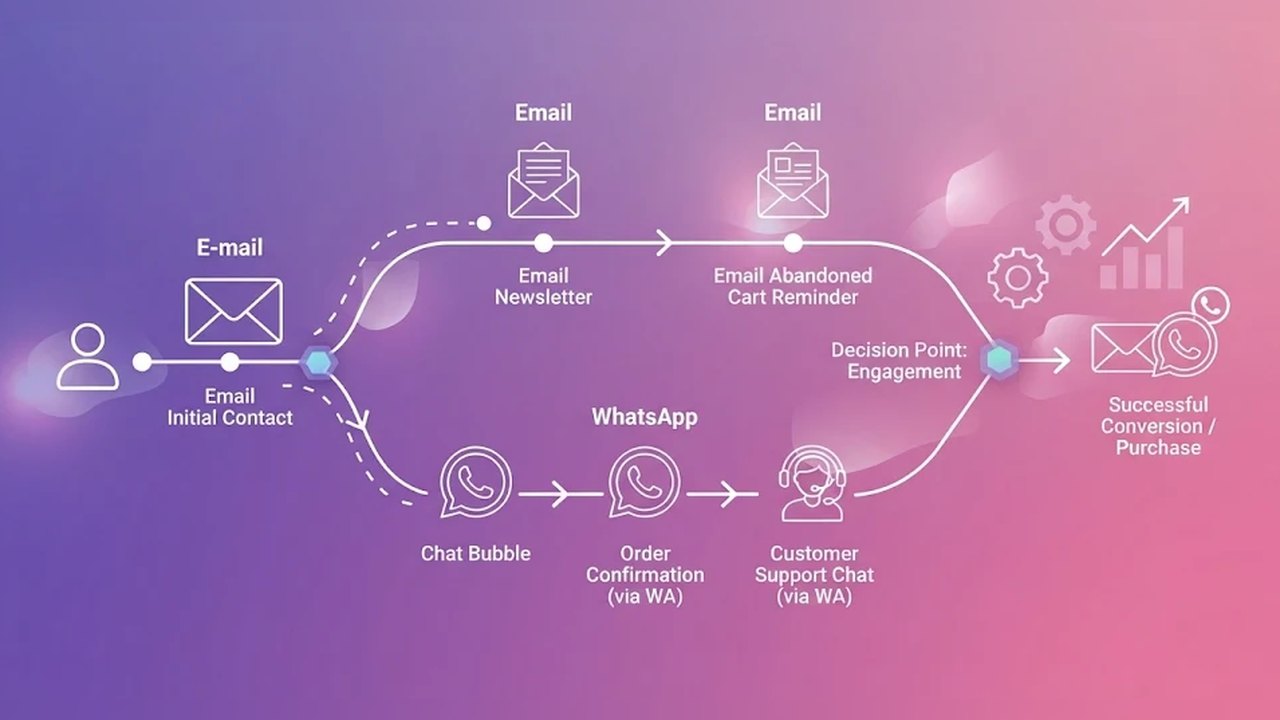 E-mail
Email
Initial Contact
Email
Email
Newsletter
Email
Email Abandoned
Cart Reminder
WhatsApp
Chat Bubble
Order
Confirmation
(via WA)
Customer
Support Chat
(via WA)
Decision Point:
Engagement
Successful
Conversion /
Purchase